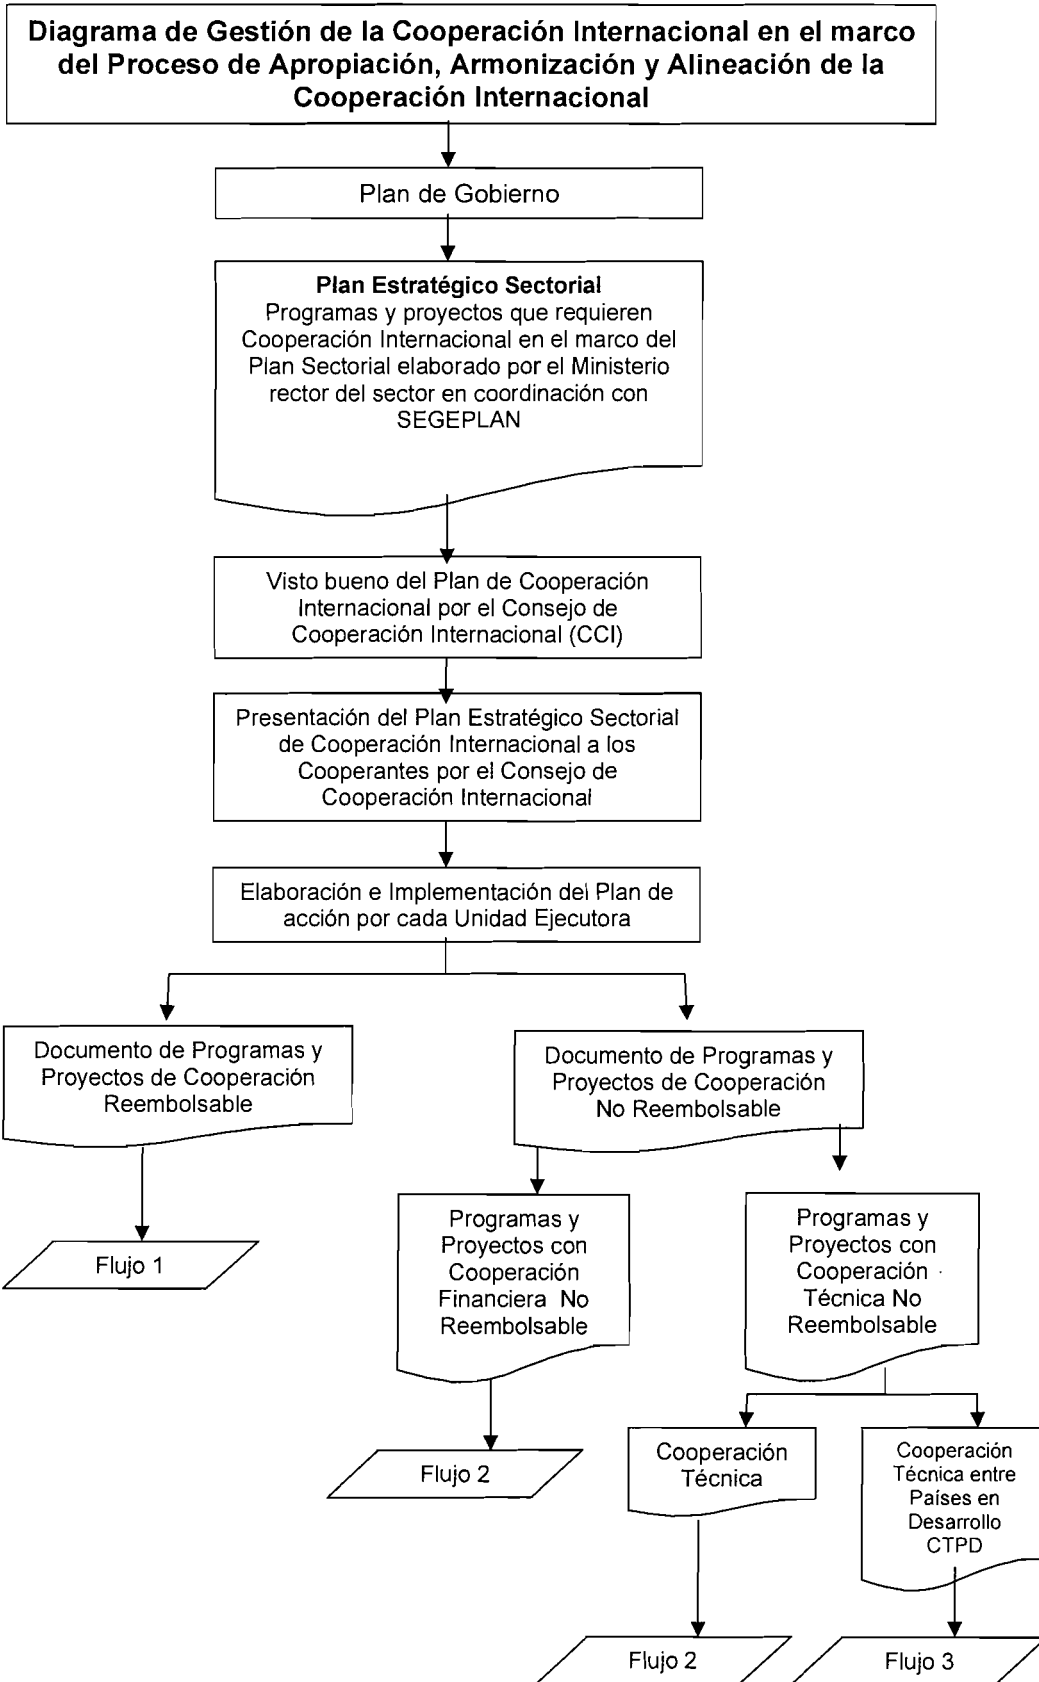 Diagrama de Gestión de la Cooperación Internacional en el marco
del Proceso de Apropiación, Armonización y Alineación de la
Cooperación Internacional
Plan de Gobierno
Plan Estratégico Sectorial
Programas y proyectos que requieren
Cooperación Internacional en el marco del
Plan Sectorial elaborado por el Ministerio
rector del sector en coordinación con
SEGEPLAN
Visto bueno del Plan de Cooperación
Internacional por el Consejo de
Cooperación Internacional (CCI)
Presentación del Plan Estratégico Sectorial
de Cooperación Internacional a los
Cooperantes por el Consejo de
Cooperación Internacional
Elaboración e Implementación del Plan de
acción por cada Unidad Ejecutora
Documento de Programas y
Proyectos de Cooperación
Reembolsable
Documento de Programas y
Proyectos de Cooperación
No Reembolsable
Flujo 1
Programas y
Proyectos con
Cooperación
Financiera No
Reembolsable
Programas y
Proyectos con
Cooperación
Técnica No
Reembolsable
Flujo 2
Cooperación
Técnica
Cooperación
Técnica entre
Países en
Desarrollo
CTPD
Flujo 2
Flujo 3